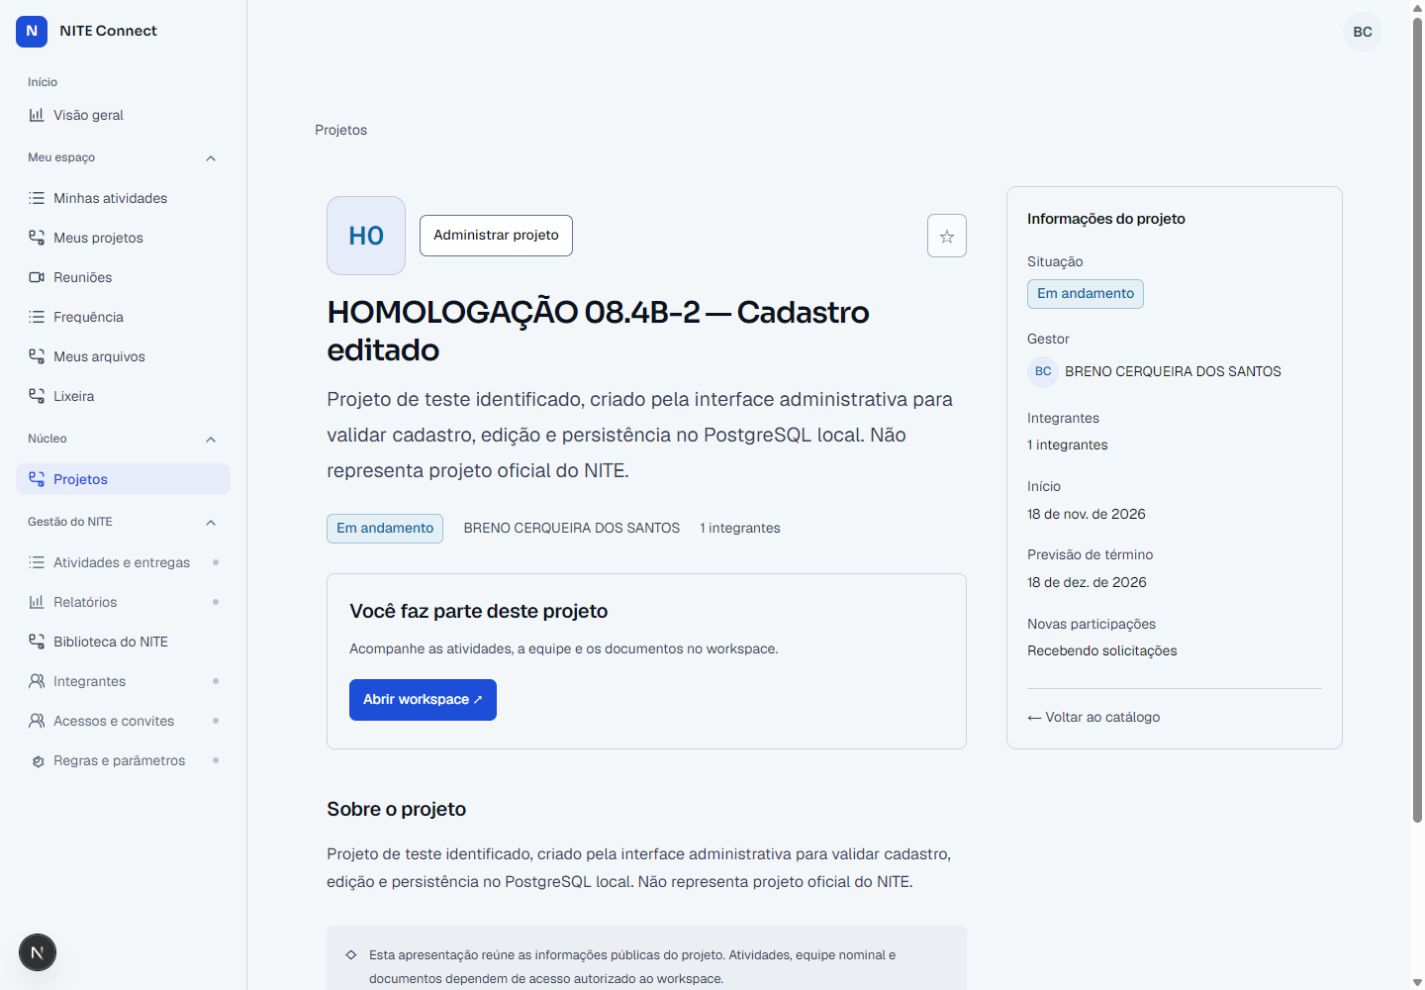 N
NITE Connect
BC
Início
Visão geral
Meu espaço
Minhas atividades
Meus projetos
Reuniões
Frequência
Meus arquivos
Lixeira
Núcleo
Projetos
Gestão do NITE
Atividades e entregas
Relatórios
Biblioteca do NITE
Integrantes
Acessos e convites
Regras e parâmetros
N
Projetos
H0
Administrar projeto
HOMOLOGAÇÃO 08.4B-2 — Cadastro
editado
Projeto de teste identificado, criado pela interface administrativa para
validar cadastro, edição e persistência no PostgreSQL local. Não
representa projeto oficial do NITE.
Em andamento
BRENO CERQUEIRA DOS SANTOS
1 integrantes
Você faz parte deste projeto
Acompanhe as atividades, a equipe e os documentos no workspace.
Abrir workspace ↗
Sobre o projeto
Projeto de teste identificado, criado pela interface administrativa para validar cadastro,
edição e persistência no PostgreSQL local. Não representa projeto oficial do NITE.
Esta apresentação reúne as informações públicas do projeto. Atividades, equipe nominal e
documentos dependem de acesso autorizado ao workspace.
Informações do projeto
Situação
Em andamento
Gestor
BC
BRENO CERQUEIRA DOS SANTOS
Integrantes
1 integrantes
Início
18 de nov. de 2026
Previsão de término
18 de dez. de 2026
Novas participações
Recebendo solicitações
← Voltar ao catálogo